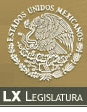 ESTADOS UNIDOS MEXICANOS
LX LEGISLATURA